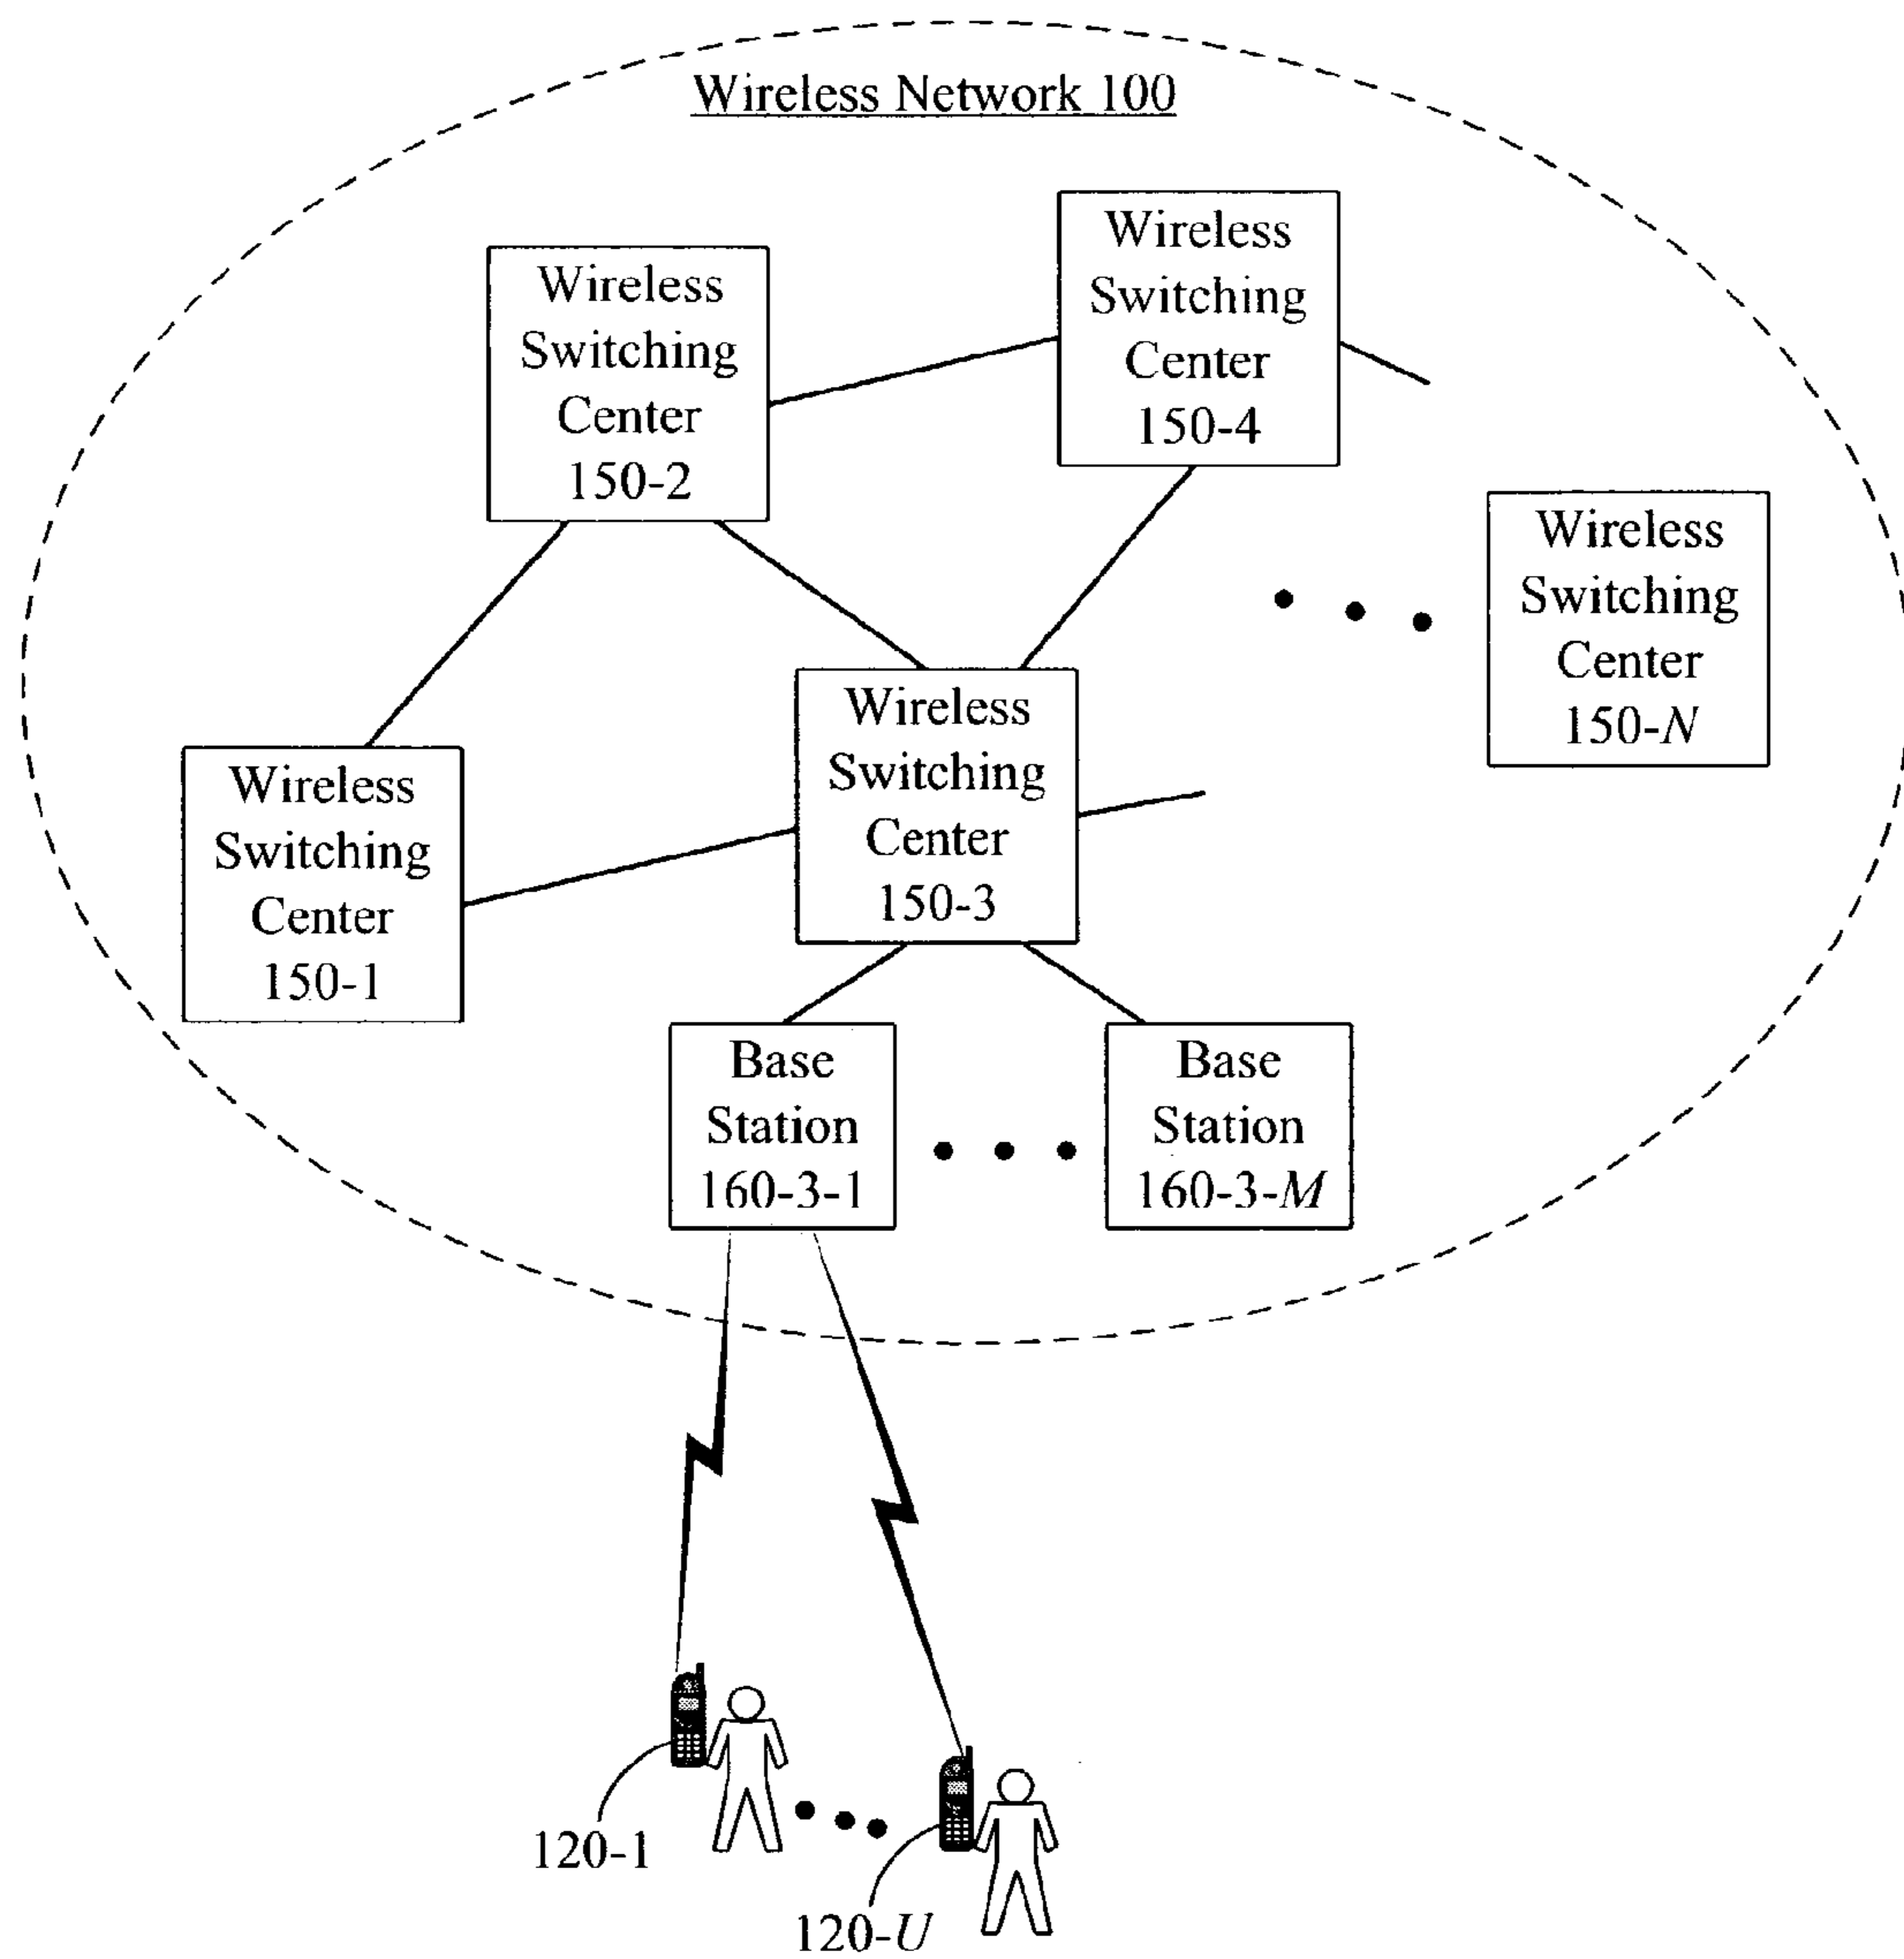 Wireless Network 100
Wireless
Switching
Center
150-2
Wireless
Switching
Center
150-4
Wireless
Switching
Center
150-N
Wireless
Switching
Center
150-1
Wireless
Switching
Center
150-3
Base
Station
160-3-1
Base
Station
160-3-M
120-1
120-U